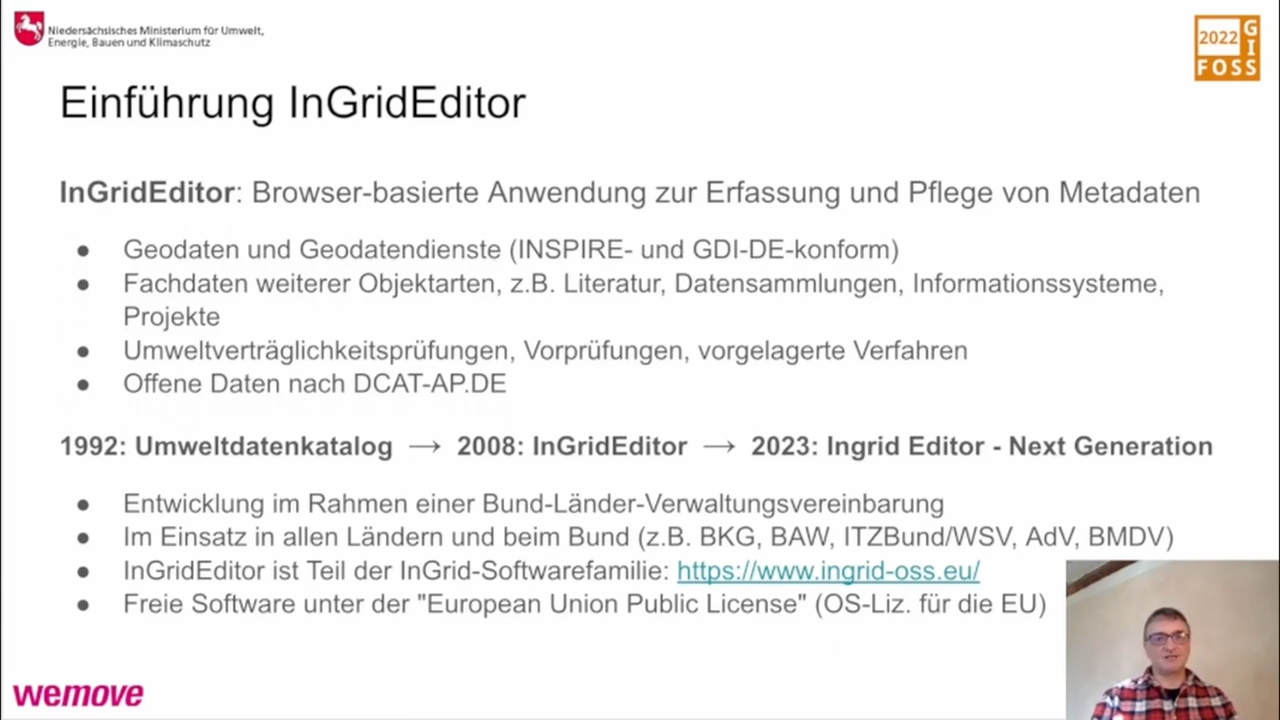 Niedersächsisches Ministerium für Umwelt,
Energie, Bauen und Klimaschutz
2022
GI
FOSS
Einführung InGridEditor
InGridEditor: Browser-basierte Anwendung zur Erfassung und Pflege von Metadaten
● Geodaten und Geodatendienste (INSPIRE- und GDI-DE-konform)
● Fachdaten weiterer Objektarten, z.B. Literatur, Datensammlungen, Informationssysteme,
Projekte
● Umweltverträglichkeitsprüfungen, Vorprüfungen, vorgelagerte Verfahren
● Offene Daten nach DCAT-AP.DE
1992: Umweltdatenkatalog → 2008: InGridEditor → 2023: Ingrid Editor - Next Generation
● Entwicklung im Rahmen einer Bund-Länder-Verwaltungsvereinbarung
● Im Einsatz in allen Ländern und beim Bund (z.B. BKG, BAW, ITZBund/WSV, AdV, BMDV)
● InGridEditor ist Teil der InGrid-Softwarefamilie: https://www.ingrid-oss.eu/
● Freie Software unter der "European Union Public License" (OS-Liz. für die EU)
wemove